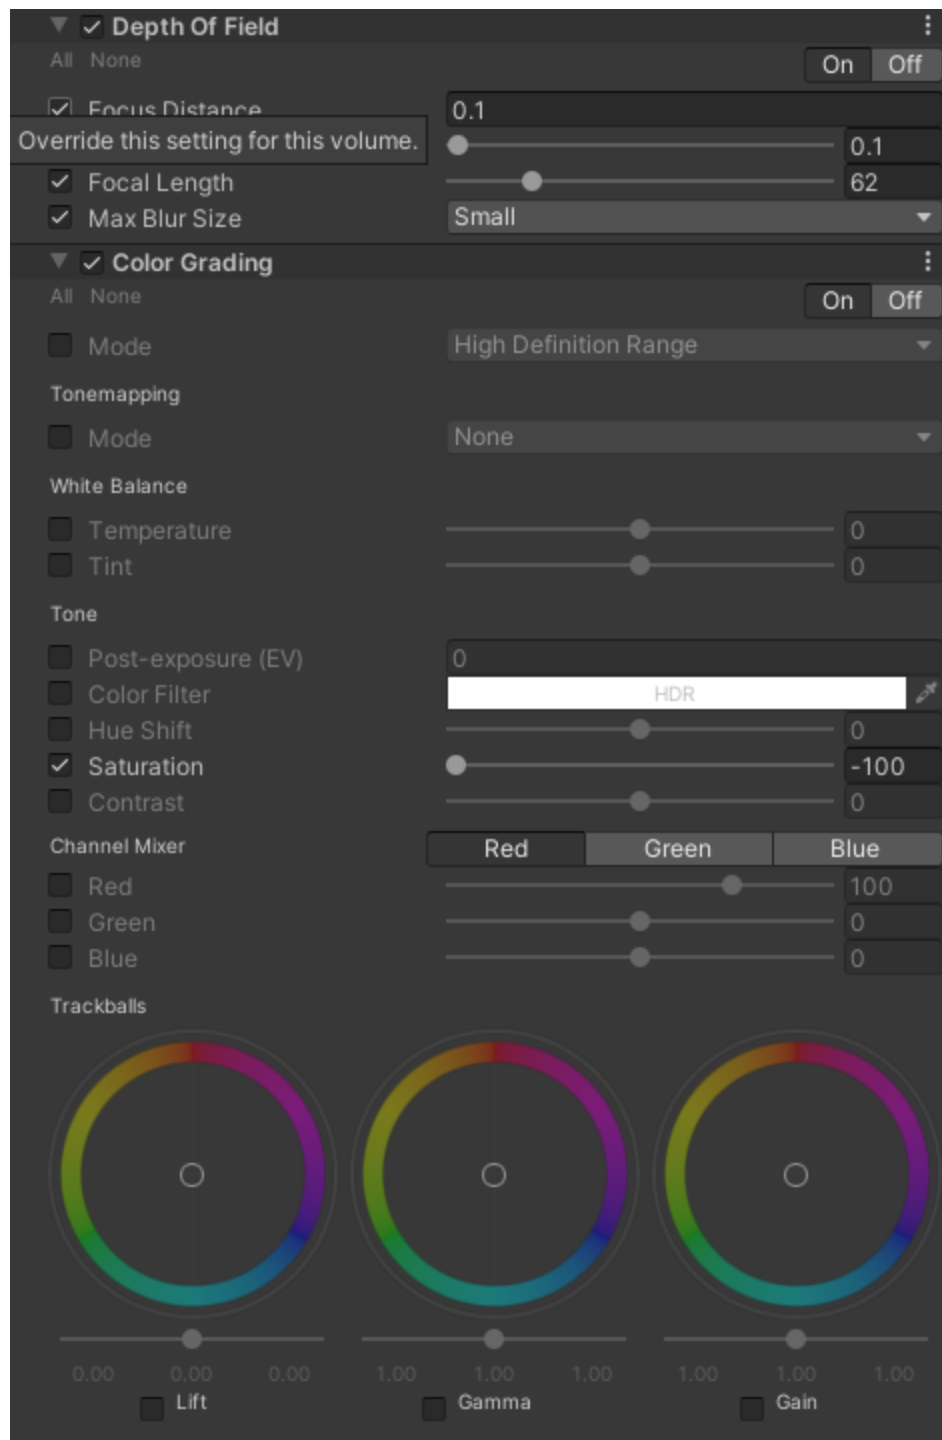 Depth Of Field
All None
On Off
Focus Distance 0.1
Override this setting for this volume. 0.1
Focal Length 62
Max Blur Size Small
Color Grading
All None
On Off
Mode High Definition Range
Tonemapping
Mode None
White Balance
Temperature 0
Tint 0
Tone
Post-exposure (EV) 0
Color Filter HDR
Hue Shift 0
Saturation -100
Contrast 0
Channel Mixer Red Green Blue
Red 100
Green 0
Blue 0
Trackballs
0.00 0.00 0.00 1.00 1.00 1.00 1.00 1.00 1.00
Lift Gamma Gain